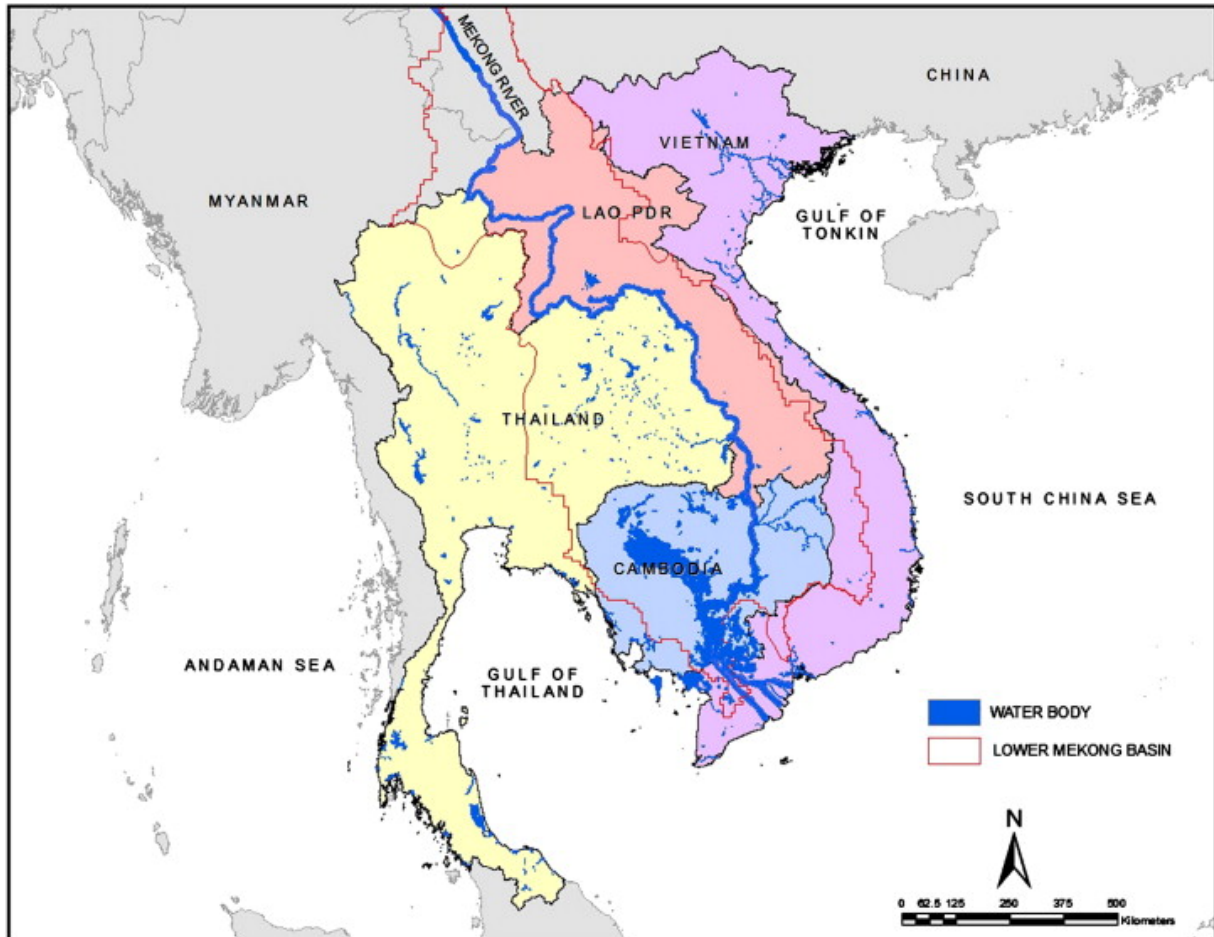 MEKONG RIVER
CHINA
VIETNAM
MYANMAR
LAO PDR
GULF OF
TONKIN
THAILAND
SOUTH CHINA SEA
CAMBODIA
ANDAMAN SEA
GULF OF
THAILAND
WATER BODY
LOWER MEKONG BASIN
N
0 62.5 125 250 375 500
Kilometers